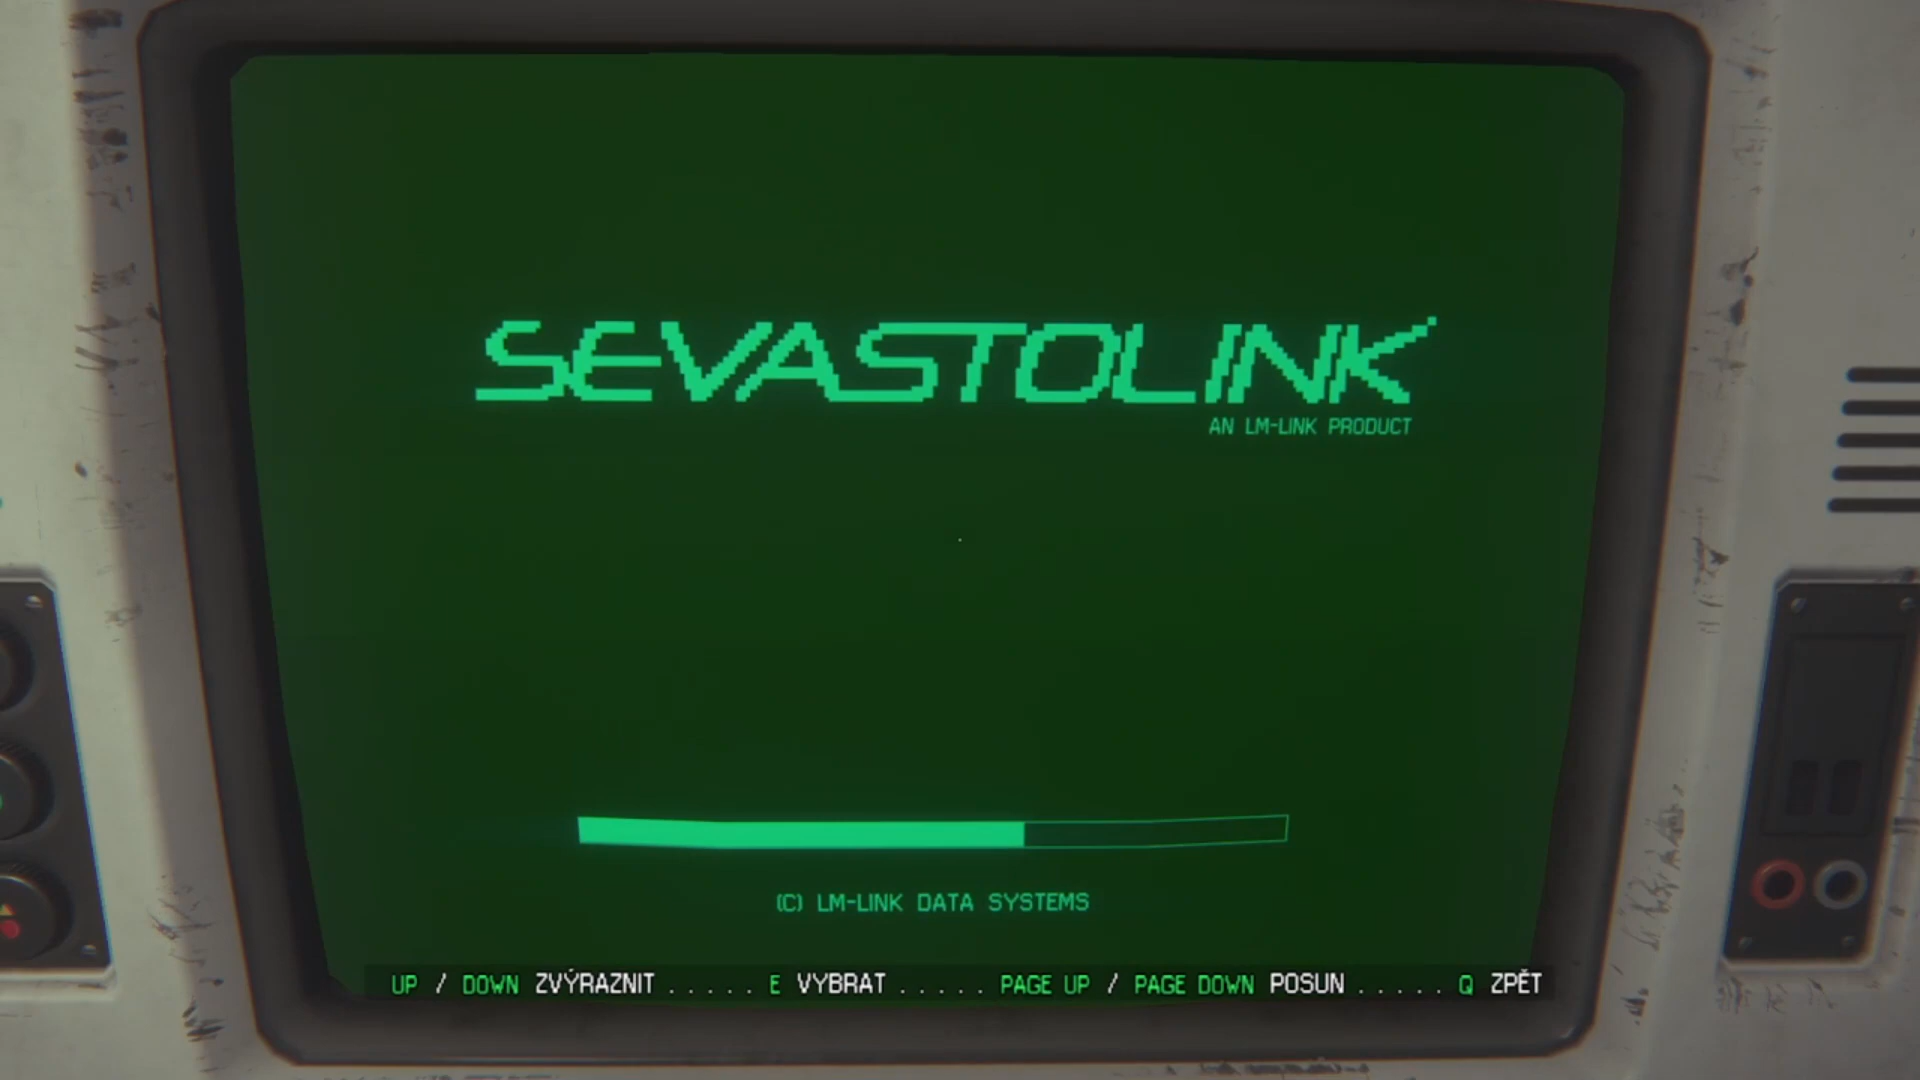 SEVASTOLINK
AN LM-LINK PRODUCT
(C) LM-LINK DATA SYSTEMS
UP / DOWN ZVÝRAZNIT ..... E VYBRAT ..... PAGE UP / PAGE DOWN POSUN ..... Q ZPĚT